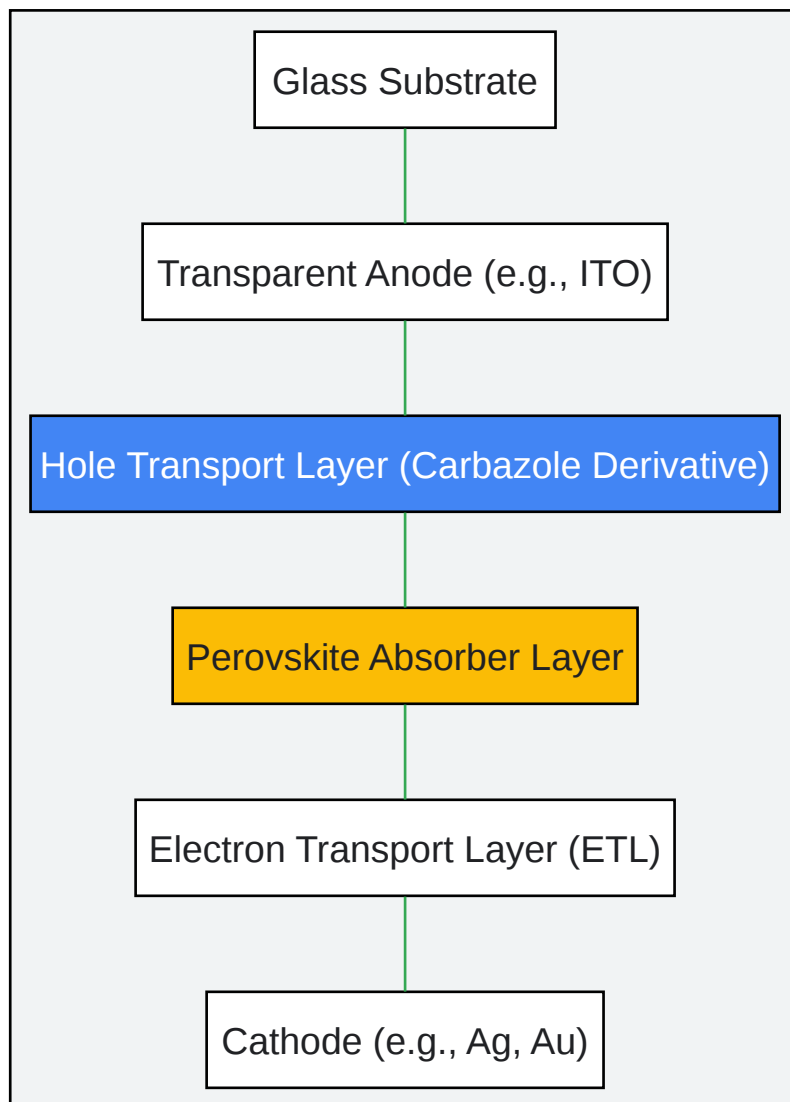 Glass Substrate
Transparent Anode (e.g., ITO)
Hole Transport Layer (Carbazole Derivative)
Perovskite Absorber Layer
Electron Transport Layer (ETL)
Cathode (e.g., Ag, Au)